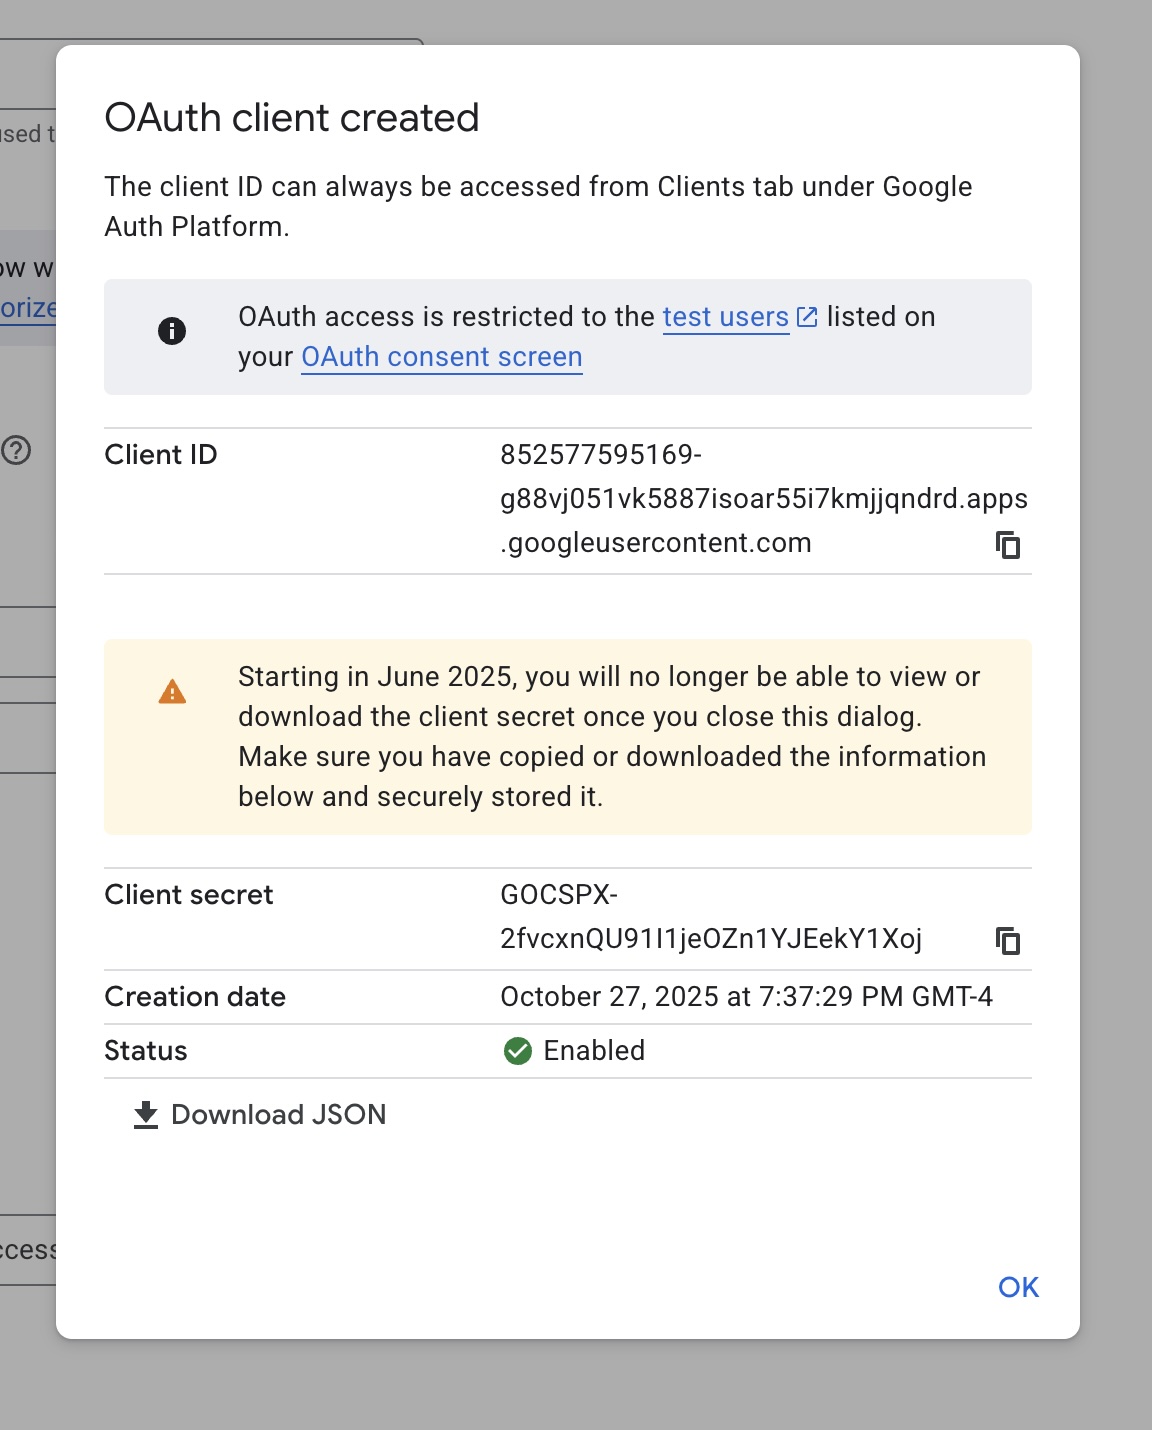 OAuth client created
The client ID can always be accessed from Clients tab under Google
Auth Platform.
OAuth access is restricted to the test users listed on
your OAuth consent screen
Client ID
852577595169-
g88vj051vk5887isoar55i7kmjjqndrd.apps
.googleusercontent.com
Starting in June 2025, you will no longer be able to view or
download the client secret once you close this dialog.
Make sure you have copied or downloaded the information
below and securely stored it.
Client secret
GOCSPX-
2fvcxnQU91I1jeOZn1YJEekY1Xoj
Creation date
October 27, 2025 at 7:37:29 PM GMT-4
Status
Enabled
Download JSON
OK